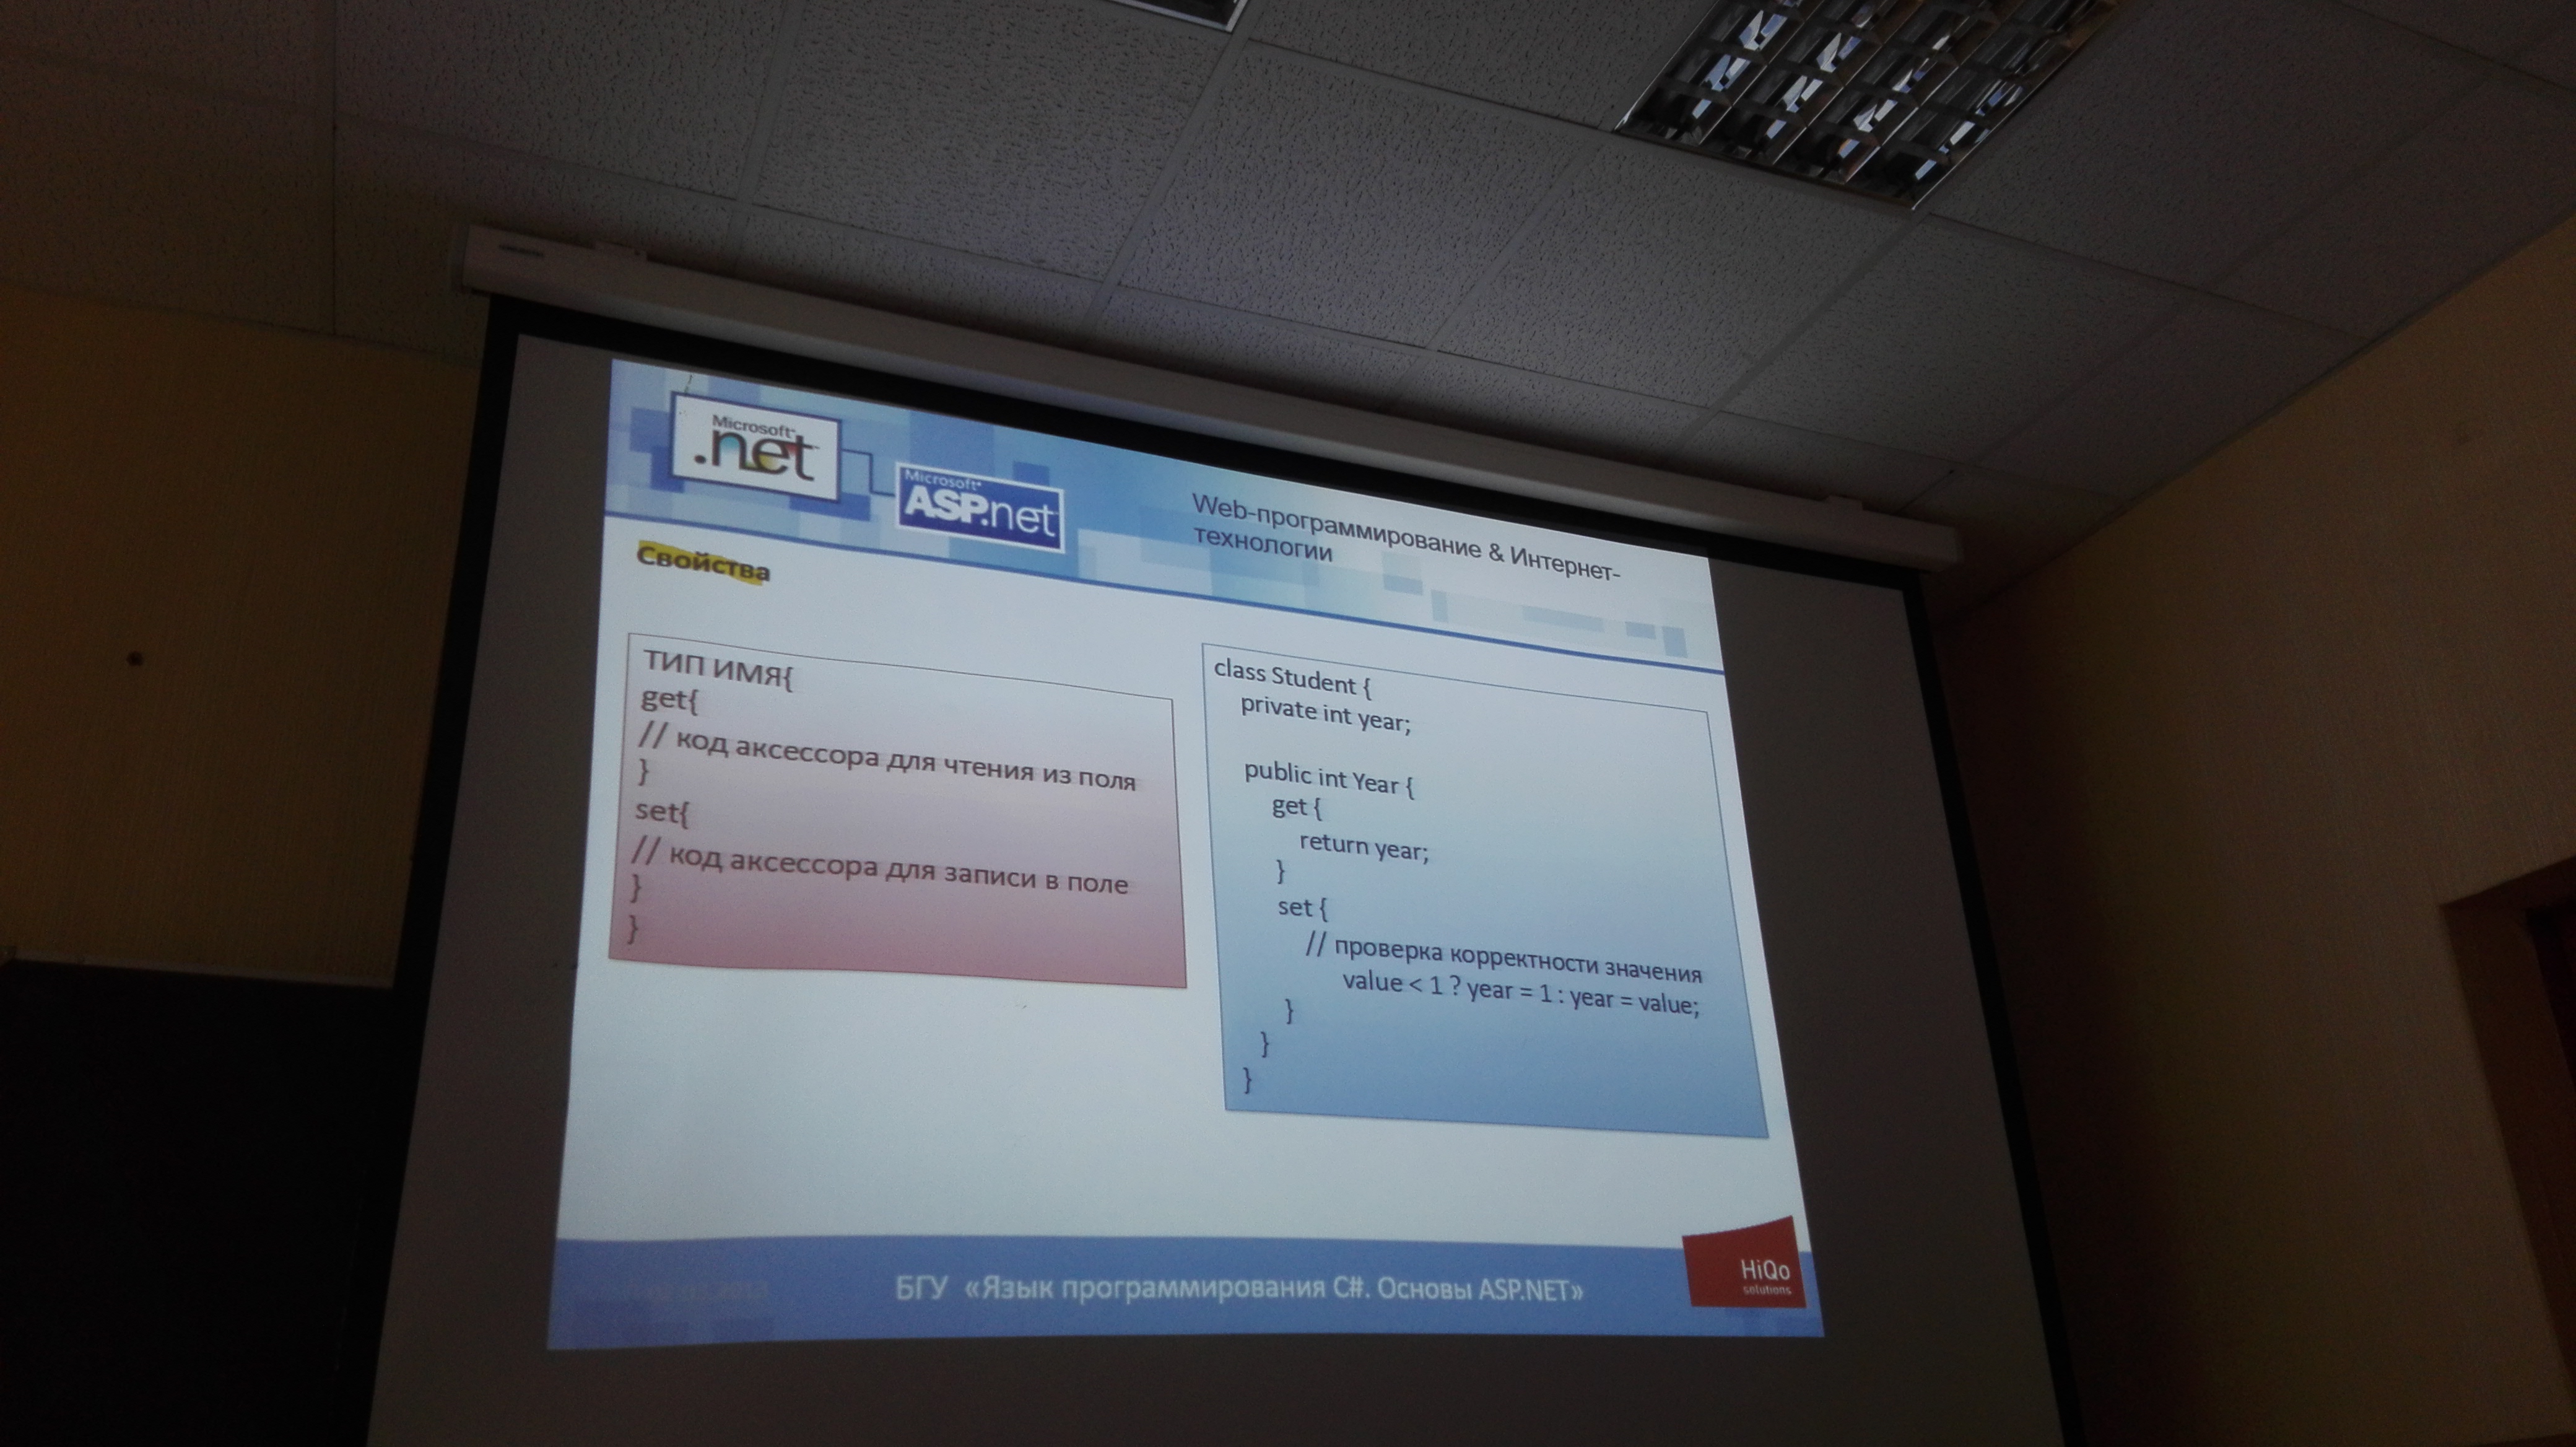 Microsoft
.net
Microsoft
ASP.net
Web-программирование & Интернет-
технологии
Свойства
ТИП ИМЯ{
get{
// код аксессора для чтения из поля
}
set{
// код аксессора для записи в поле
}
}
class Student {
private int year;
public int Year {
get {
return year;
}
set {
// проверка корректности значения
value < 1 ? year = 1 : year = value;
}
}
}
БГУ «Язык программирования C#. Основы ASP.NET»
HiQo
solutions